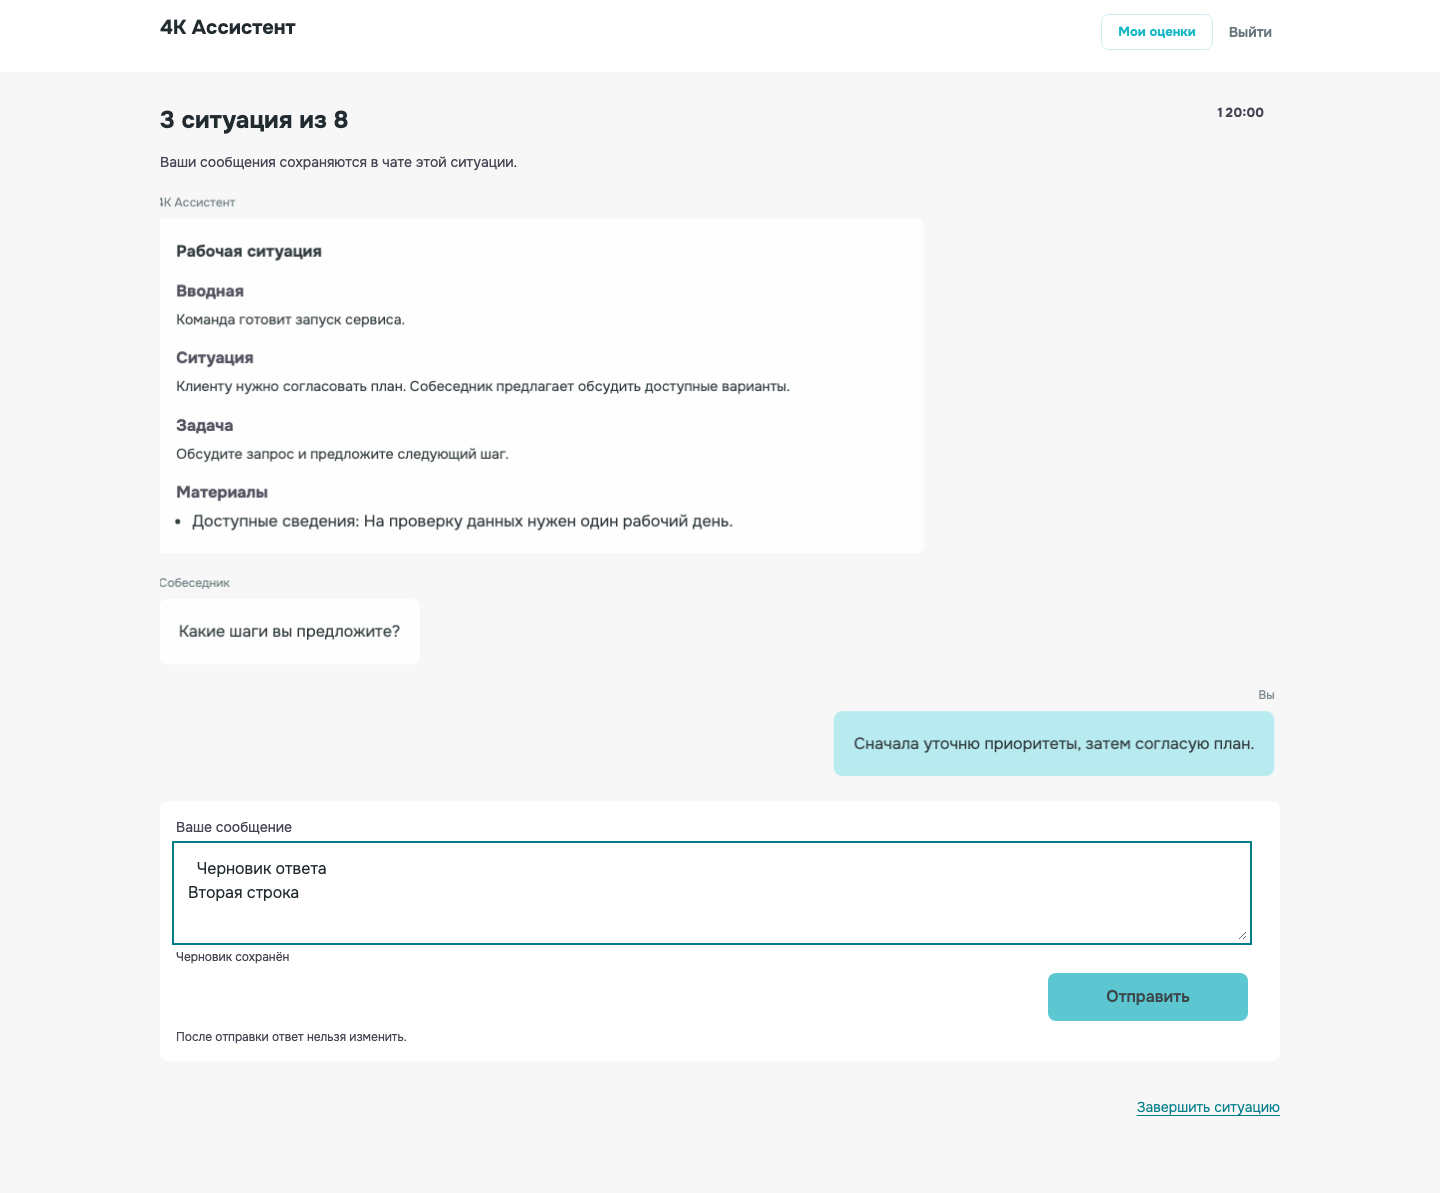 4К Ассистент
Мои оценки
Выйти
3 ситуация из 8
1 20:00
Ваши сообщения сохраняются в чате этой ситуации.
4К Ассистент
Рабочая ситуация
Вводная
Команда готовит запуск сервиса.
Ситуация
Клиенту нужно согласовать план. Собеседник предлагает обсудить доступные варианты.
Задача
Обсудите запрос и предложите следующий шаг.
Материалы
• Доступные сведения: На проверку данных нужен один рабочий день.
Собеседник
Какие шаги вы предложите?
Вы
Сначала уточню приоритеты, затем согласую план.
Ваше сообщение
Черновик ответа
Вторая строка
Черновик сохранён
Отправить
После отправки ответ нельзя изменить.
Завершить ситуацию